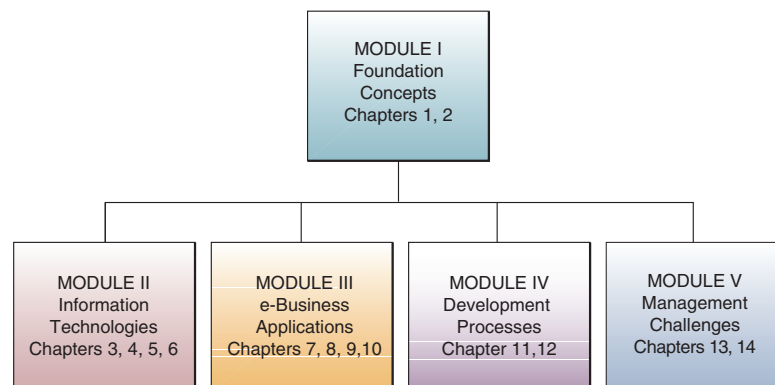 MODULE I
Foundation
Concepts
Chapters 1, 2
MODULE II
Information
Technologies
Chapters 3, 4, 5, 6
MODULE III
e-Business
Applications
Chapters 7, 8, 9,10
MODULE IV
Development
Processes
Chapter 11,12
MODULE V
Management
Challenges
Chapters 13, 14